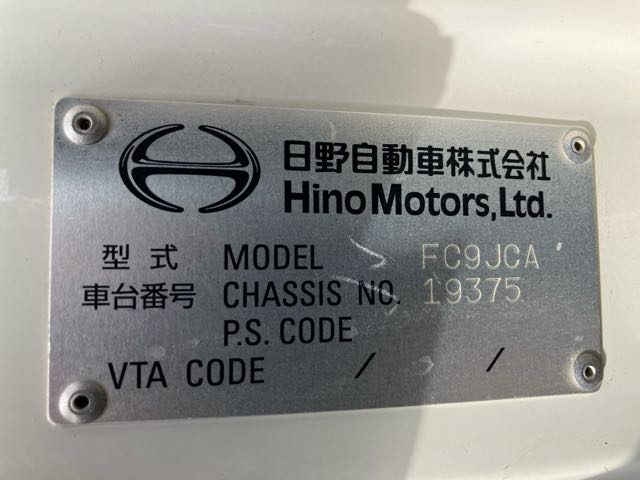 日野自動車株式会社
Hino Motors, Ltd.
型式 MODEL FC9JCA
車台番号 CHASSIS NO. 19375
P.S. CODE
VTA CODE / /